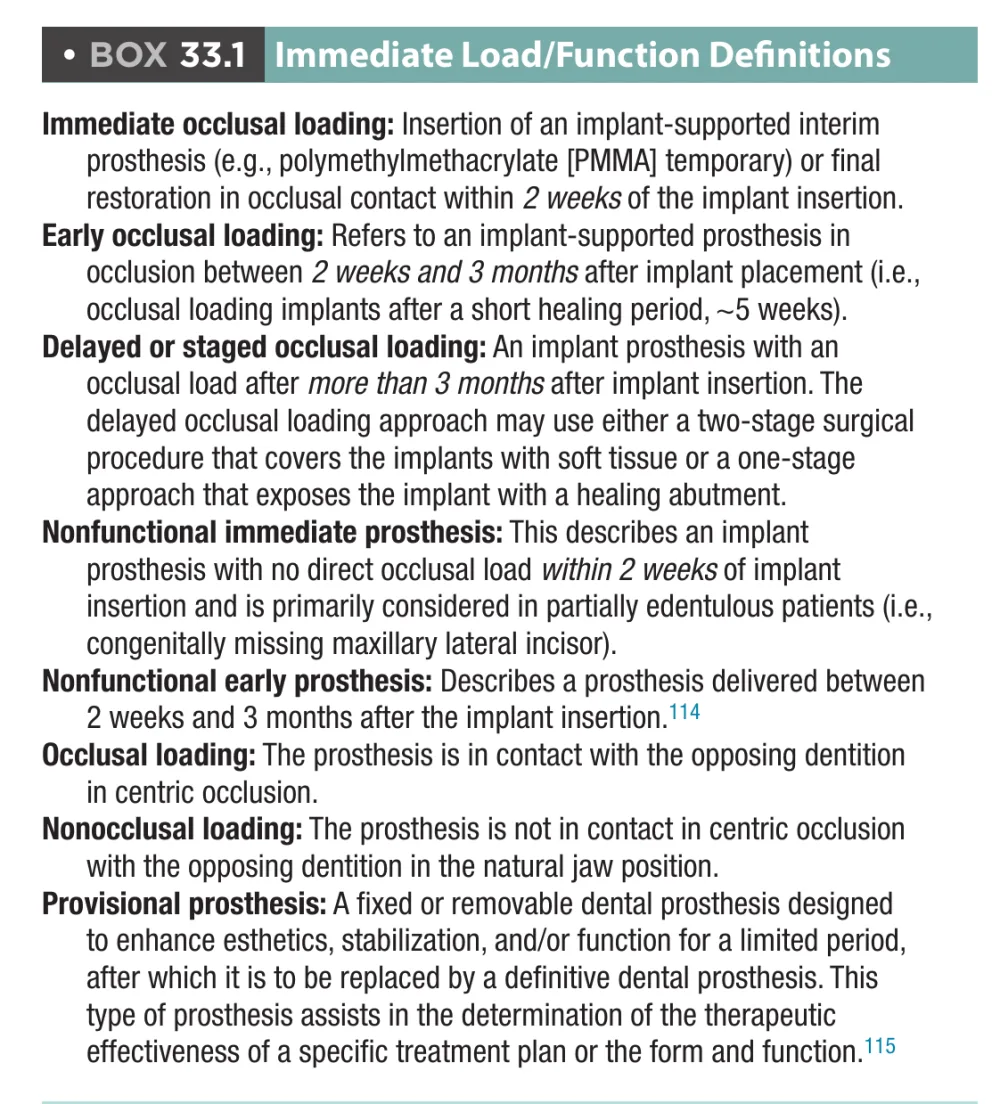 • BOX 33.1 Immediate Load/Function Definitions
Immediate occlusal loading: Insertion of an implant-supported interim
prosthesis (e.g., polymethylmethacrylate [PMMA] temporary) or final
restoration in occlusal contact within 2 weeks of the implant insertion.
Early occlusal loading: Refers to an implant-supported prosthesis in
occlusion between 2 weeks and 3 months after implant placement (i.e.,
occlusal loading implants after a short healing period, ~5 weeks).
Delayed or staged occlusal loading: An implant prosthesis with an
occlusal load after more than 3 months after implant insertion. The
delayed occlusal loading approach may use either a two-stage surgical
procedure that covers the implants with soft tissue or a one-stage
approach that exposes the implant with a healing abutment.
Nonfunctional immediate prosthesis: This describes an implant
prosthesis with no direct occlusal load within 2 weeks of implant
insertion and is primarily considered in partially edentulous patients (i.e.,
congenitally missing maxillary lateral incisor).
Nonfunctional early prosthesis: Describes a prosthesis delivered between
2 weeks and 3 months after the implant insertion.114
Occlusal loading: The prosthesis is in contact with the opposing dentition
in centric occlusion.
Nonocclusal loading: The prosthesis is not in contact in centric occlusion
with the opposing dentition in the natural jaw position.
Provisional prosthesis: A fixed or removable dental prosthesis designed
to enhance esthetics, stabilization, and/or function for a limited period,
after which it is to be replaced by a definitive dental prosthesis. This
type of prosthesis assists in the determination of the therapeutic
effectiveness of a specific treatment plan or the form and function.115